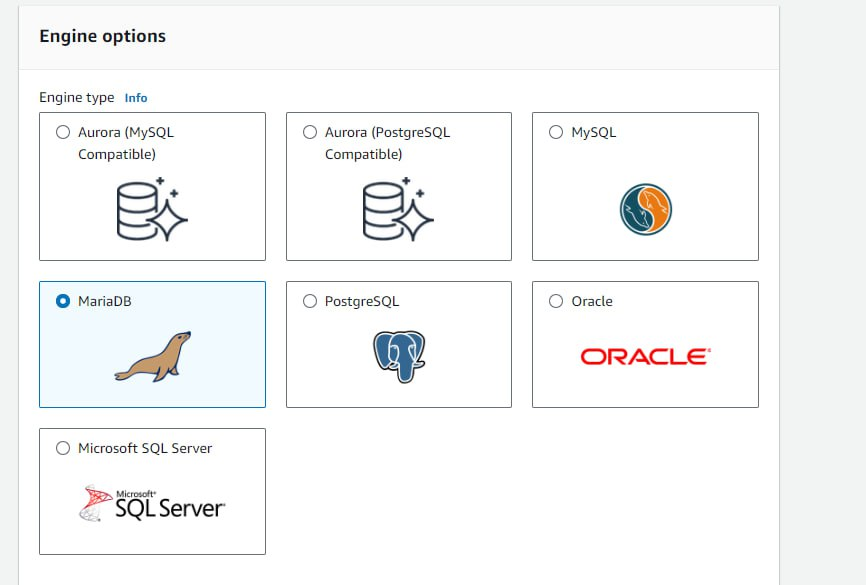 Engine options
Engine type Info
Aurora (MySQL
Compatible)
Aurora (PostgreSQL
Compatible)
MySQL
MariaDB
PostgreSQL
Oracle
ORACLE®
Microsoft SQL Server
Microsoft®
SQL Server®